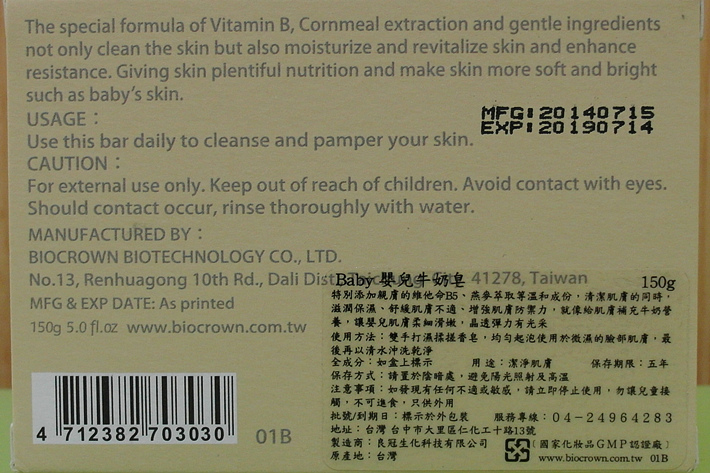 The special formula of Vitamin B, Cornmeal extraction and gentle ingredients
not only clean the skin but also moisturize and revitalize skin and enhance
resistance. Giving skin plentiful nutrition and make skin more soft and bright
such as baby's skin.
MFG:20140715
EXP:20190714
USAGE：
Use this bar daily to cleanse and pamper your skin.
CAUTION：
For external use only. Keep out of reach of children. Avoid contact with eyes.
Should contact occur, rinse thoroughly with water.
MANUFACTURED BY：
BIOCROWN BIOTECHNOLOGY CO., LTD.
No.13, Renhuagong 10th Rd., Dali Dist 41278, Taiwan
MFG & EXP DATE: As printed
150g 5.0 fl.oz www.biocrown.com.tw
4 712382 703030
01B
Baby 嬰兒牛奶皂 150g
特別添加親膚的維他命B5、燕麥萃取等溫和成份，清潔肌膚的同時，
滋潤保濕、舒緩肌膚不適、增強肌膚防禦力，就像給肌膚補充牛奶營
養，讓嬰兒肌膚柔細滑嫩，晶透彈力有光采
使用方法：雙手打濕搓搓香皂，均勻起泡使用於微濕的臉部肌膚，最
後再以清水沖洗乾淨
全成分：如盒上標示 用途：潔淨肌膚 保存期限：五年
保存方式：請置於陰暗處，避免陽光照射及高溫
注意事項：如發現有任何不適或敏感，請立即停止使用，勿讓兒童接
觸，不可進食，只供外用
批號/到期日：標示於外包裝 服務專線：04-24964283
地址：台灣 台中市大里區仁化工十路13號
製造商：良冠生化科技有限公司 〔國家化妝品GMP認證廠〕
原產地：台灣 www.biocrown.com.tw 01B